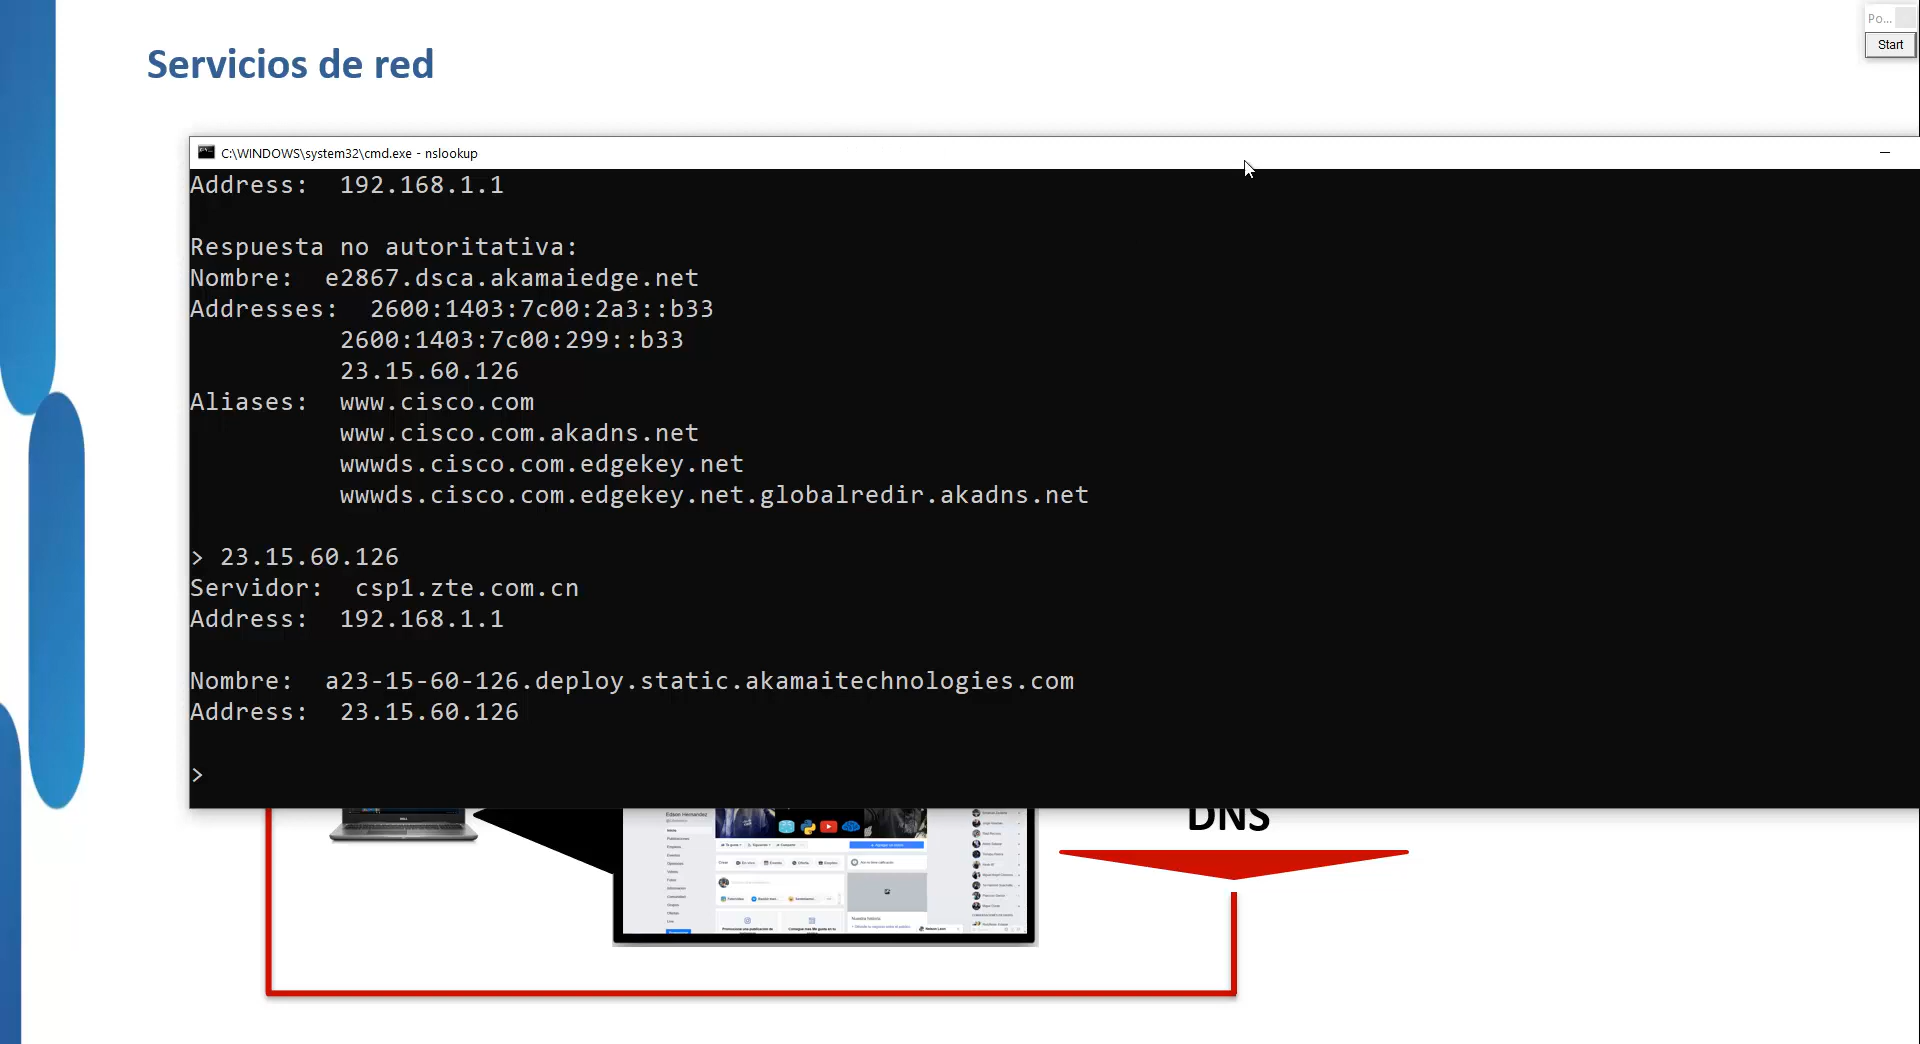 Servicios de red
Po...
Start
C:\WINDOWS\system32\cmd.exe - nslookup
Address:  192.168.1.1
Respuesta no autoritativa:
Nombre:  e2867.dsca.akamaiedge.net
Addresses:  2600:1403:7c00:2a3::b33
2600:1403:7c00:299::b33
23.15.60.126
Aliases:  www.cisco.com
www.cisco.com.akadns.net
wwwds.cisco.com.edgekey.net
wwwds.cisco.com.edgekey.net.globalredir.akadns.net
> 23.15.60.126
Servidor:  csp1.zte.com.cn
Address:  192.168.1.1
Nombre:  a23-15-60-126.deploy.static.akamaitechnologies.com
Address:  23.15.60.126
>
DNS
Edson Hernandez
Inicio